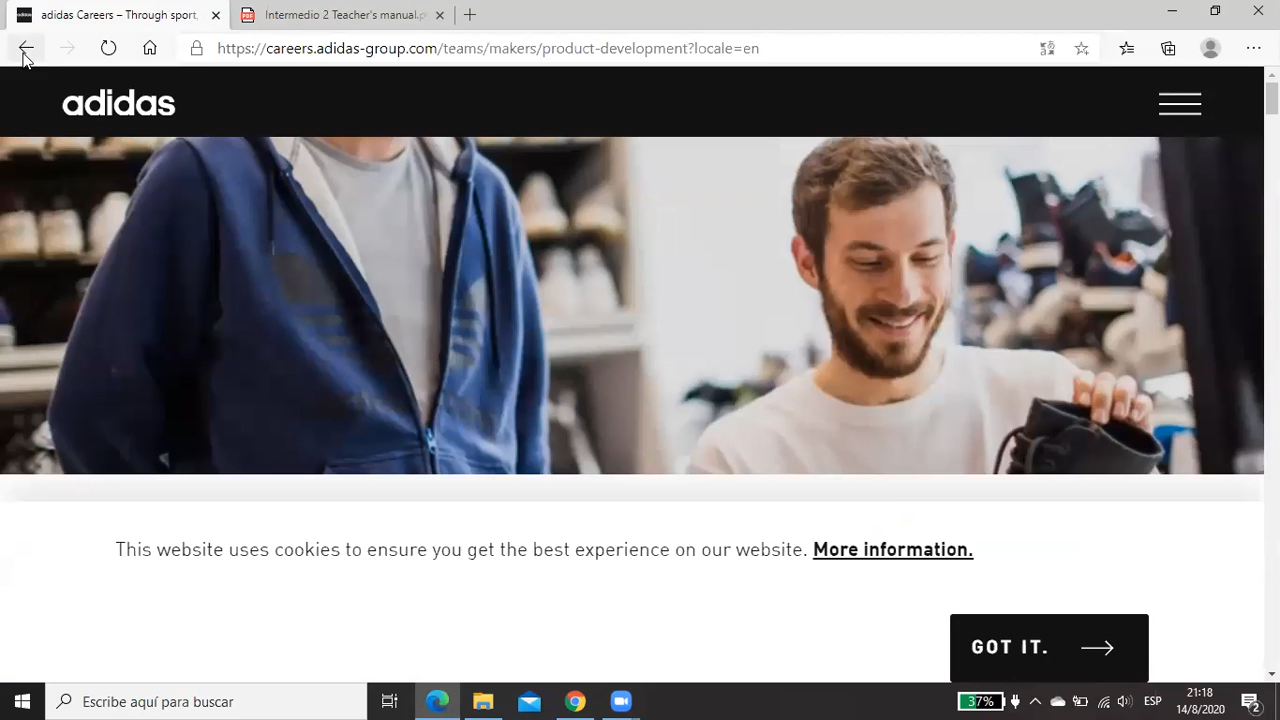 adidas Careers – Through sport,
Intermedio 2 Teacher's manual.p
https://careers.adidas-group.com/teams/makers/product-development?locale=en
adidas
This website uses cookies to ensure you get the best experience on our website. More information.
GOT IT.
Escribe aquí para buscar
37%
ESP
21:18
14/8/2020
2